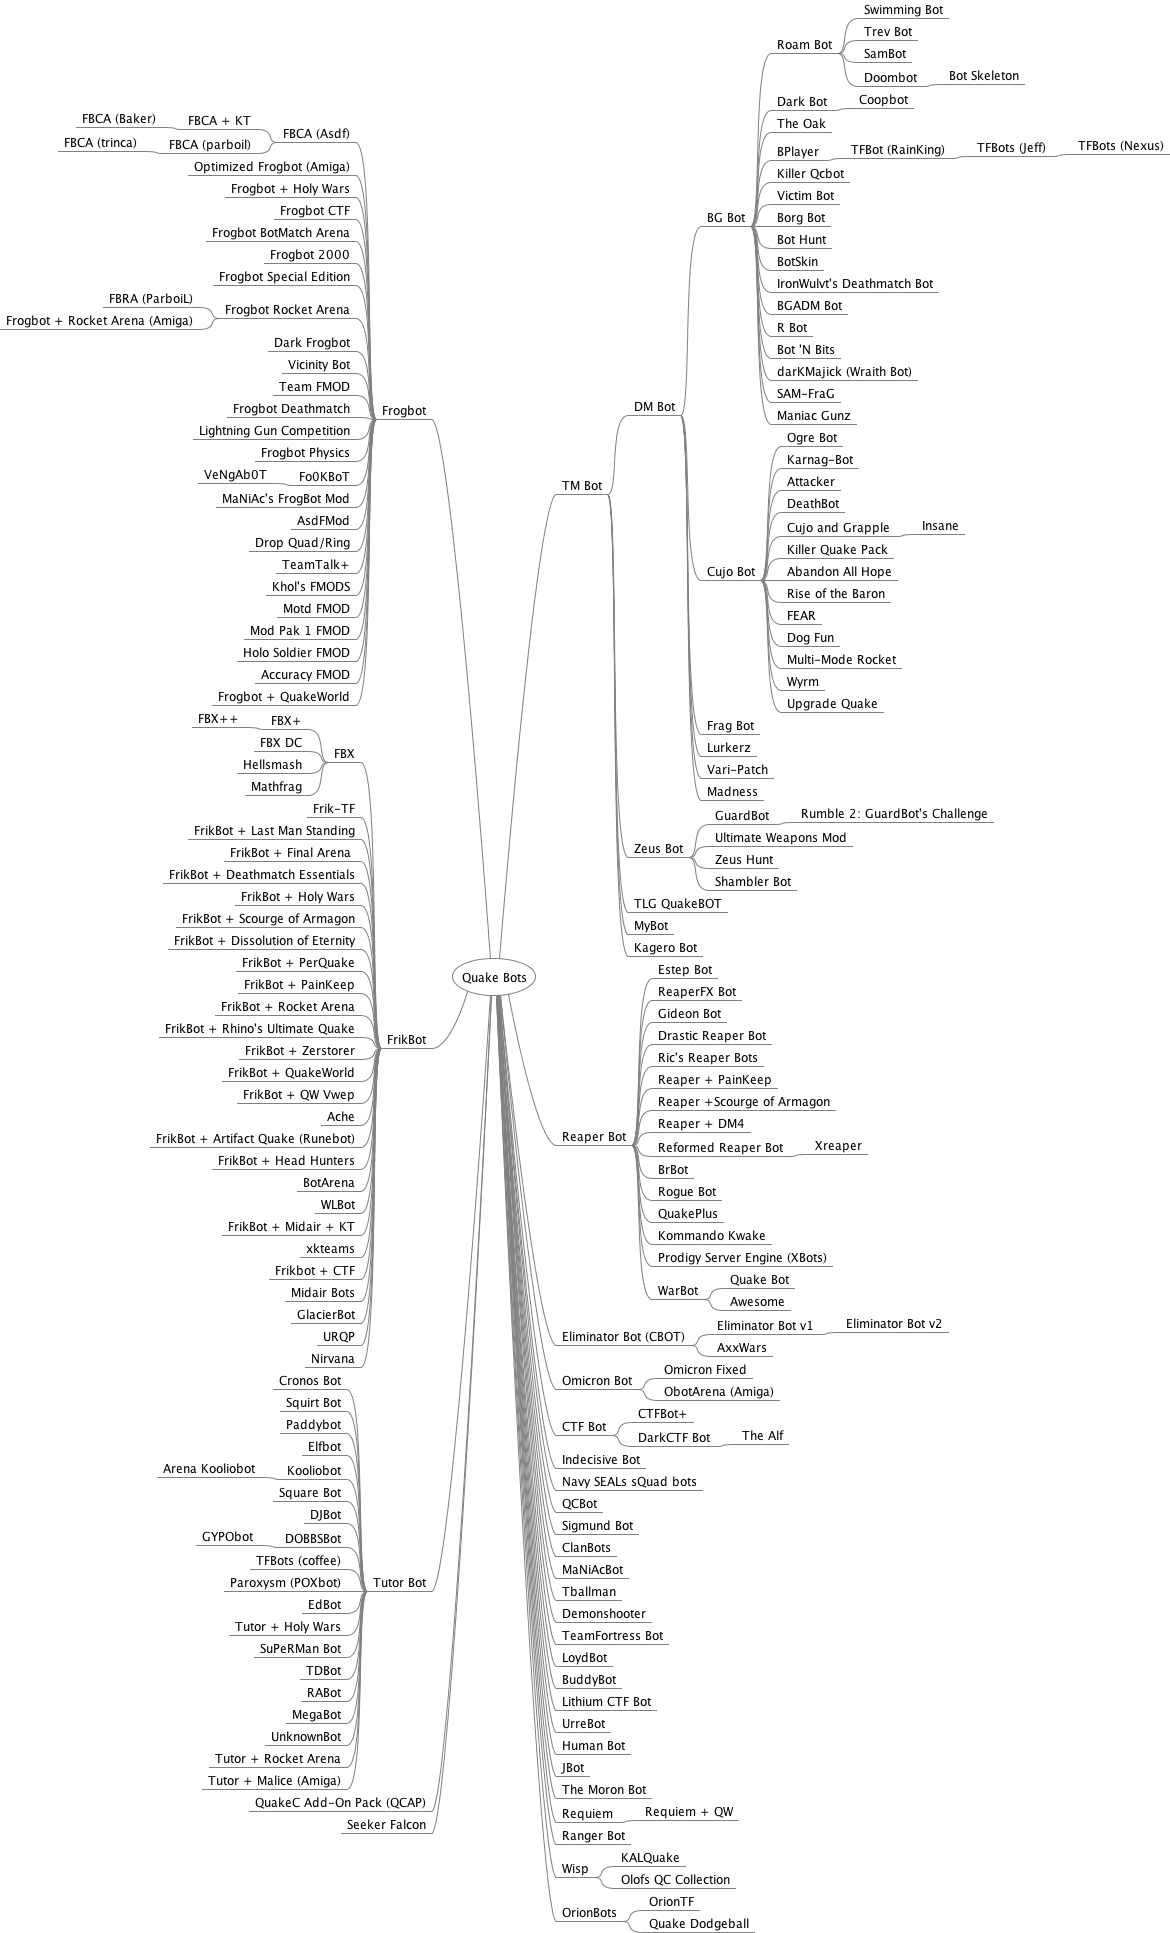 Quake Bots
Frogbot
FBCA (Asdf)
FBCA + KT
FBCA (Baker)
FBCA (parboil)
FBCA (trinca)
Optimized Frogbot (Amiga)
Frogbot + Holy Wars
Frogbot CTF
Frogbot BotMatch Arena
Frogbot 2000
Frogbot Special Edition
Frogbot Rocket Arena
FBRA (ParboiL)
Frogbot + Rocket Arena (Amiga)
Dark Frogbot
Vicinity Bot
Team FMOD
Frogbot Deathmatch
Lightning Gun Competition
Frogbot Physics
Fo0KBoT
VeNgAb0T
MaNiAc's FrogBot Mod
AsdFMod
Drop Quad/Ring
TeamTalk+
Khol's FMODS
Motd FMOD
Mod Pak 1 FMOD
Holo Soldier FMOD
Accuracy FMOD
Frogbot + QuakeWorld
FrikBot
FBX
FBX+
FBX++
FBX DC
Hellsmash
Mathfrag
Frik-TF
FrikBot + Last Man Standing
FrikBot + Final Arena
FrikBot + Deathmatch Essentials
FrikBot + Holy Wars
FrikBot + Scourge of Armagon
FrikBot + Dissolution of Eternity
FrikBot + PerQuake
FrikBot + PainKeep
FrikBot + Rocket Arena
FrikBot + Rhino's Ultimate Quake
FrikBot + Zerstorer
FrikBot + QuakeWorld
FrikBot + QW Vwep
Ache
FrikBot + Artifact Quake (Runebot)
FrikBot + Head Hunters
BotArena
WLBot
FrikBot + Midair + KT
xkteams
Frikbot + CTF
Midair Bots
GlacierBot
URQP
Nirvana
Tutor Bot
Cronos Bot
Squirt Bot
Paddybot
Elfbot
Kooliobot
Arena Kooliobot
Square Bot
DJBot
DOBBSBot
GYPObot
TFBots (coffee)
Paroxysm (POXbot)
EdBot
Tutor + Holy Wars
SuPeRMan Bot
TDBot
RABot
MegaBot
UnknownBot
Tutor + Rocket Arena
Tutor + Malice (Amiga)
QuakeC Add-On Pack (QCAP)
Seeker Falcon
TM Bot
DM Bot
BG Bot
Roam Bot
Swimming Bot
Trev Bot
SamBot
Doombot
Bot Skeleton
Dark Bot
Coopbot
The Oak
BPlayer
TFBot (RainKing)
TFBots (Jeff)
TFBots (Nexus)
Killer Qcbot
Victim Bot
Borg Bot
Bot Hunt
BotSkin
IronWulvt's Deathmatch Bot
BGADM Bot
R Bot
Bot 'N Bits
darKMajick (Wraith Bot)
SAM-FraG
Maniac Gunz
Cujo Bot
Ogre Bot
Karnag-Bot
Attacker
DeathBot
Cujo and Grapple
Insane
Killer Quake Pack
Abandon All Hope
Rise of the Baron
FEAR
Dog Fun
Multi-Mode Rocket
Wyrm
Upgrade Quake
Frag Bot
Lurkerz
Vari-Patch
Madness
Zeus Bot
GuardBot
Rumble 2: GuardBot's Challenge
Ultimate Weapons Mod
Zeus Hunt
Shambler Bot
TLG QuakeBOT
MyBot
Kagero Bot
Reaper Bot
Estep Bot
ReaperFX Bot
Gideon Bot
Drastic Reaper Bot
Ric's Reaper Bots
Reaper + PainKeep
Reaper +Scourge of Armagon
Reaper + DM4
Reformed Reaper Bot
Xreaper
BrBot
Rogue Bot
QuakePlus
Kommando Kwake
Prodigy Server Engine (XBots)
WarBot
Quake Bot
Awesome
Eliminator Bot (CBOT)
Eliminator Bot v1
Eliminator Bot v2
AxxWars
Omicron Bot
Omicron Fixed
ObotArena (Amiga)
CTF Bot
CTFBot+
DarkCTF Bot
The Alf
Indecisive Bot
Navy SEALs sQuad bots
QCBot
Sigmund Bot
ClanBots
MaNiAcBot
Tballman
Demonshooter
TeamFortress Bot
LoydBot
BuddyBot
Lithium CTF Bot
UrreBot
Human Bot
JBot
The Moron Bot
Requiem
Requiem + QW
Ranger Bot
Wisp
KALQuake
Olofs QC Collection
OrionBots
OrionTF
Quake Dodgeball